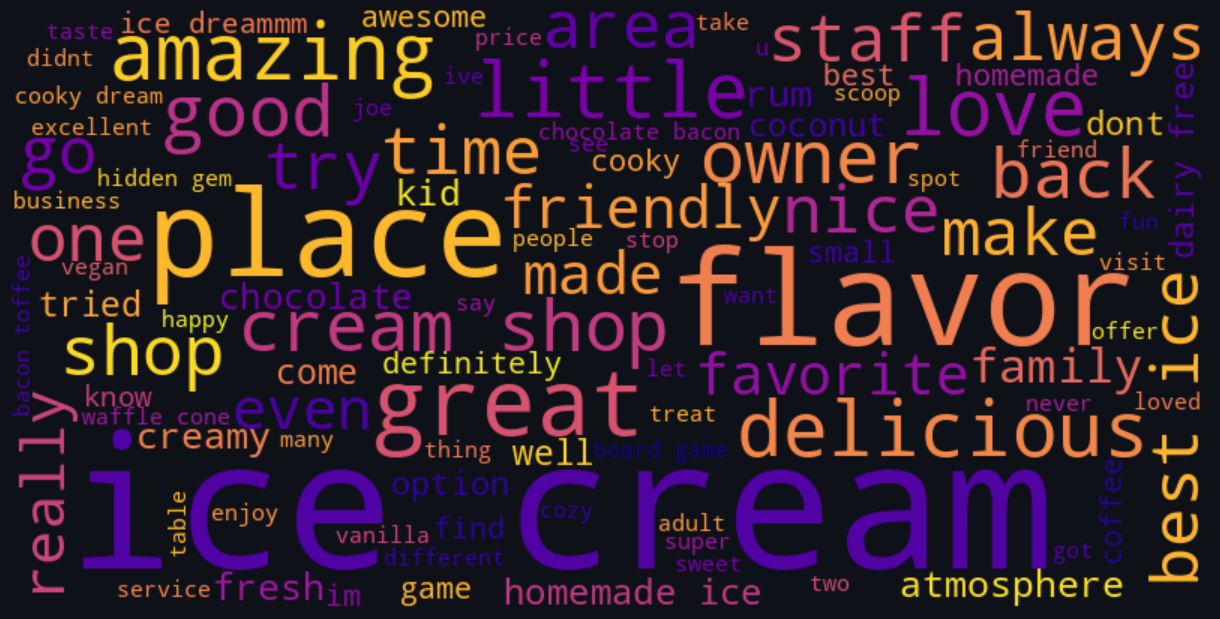 taste ice dreammm awesome price area take staff always
didnt amazing ive little u best homemade
cooky dream good joe rum scoop love dont dairy free
excellent chocolate bacon coconut
go try time see cooky owner friend back
hidden gem kid spot
business place friendly nice make fun
one people stop small visit
vegan made flavor
tried chocolate say want
happy cream shop offer
shop definitely let favorite family best ice
bacon toffee come
know great treat never loved
waffle cone even delicious
really creamy many thing well board game
ice cream option coffee
table enjoy cozy
vanilla find adult
different super got
sweet
service fresh im game homemade ice two atmosphere